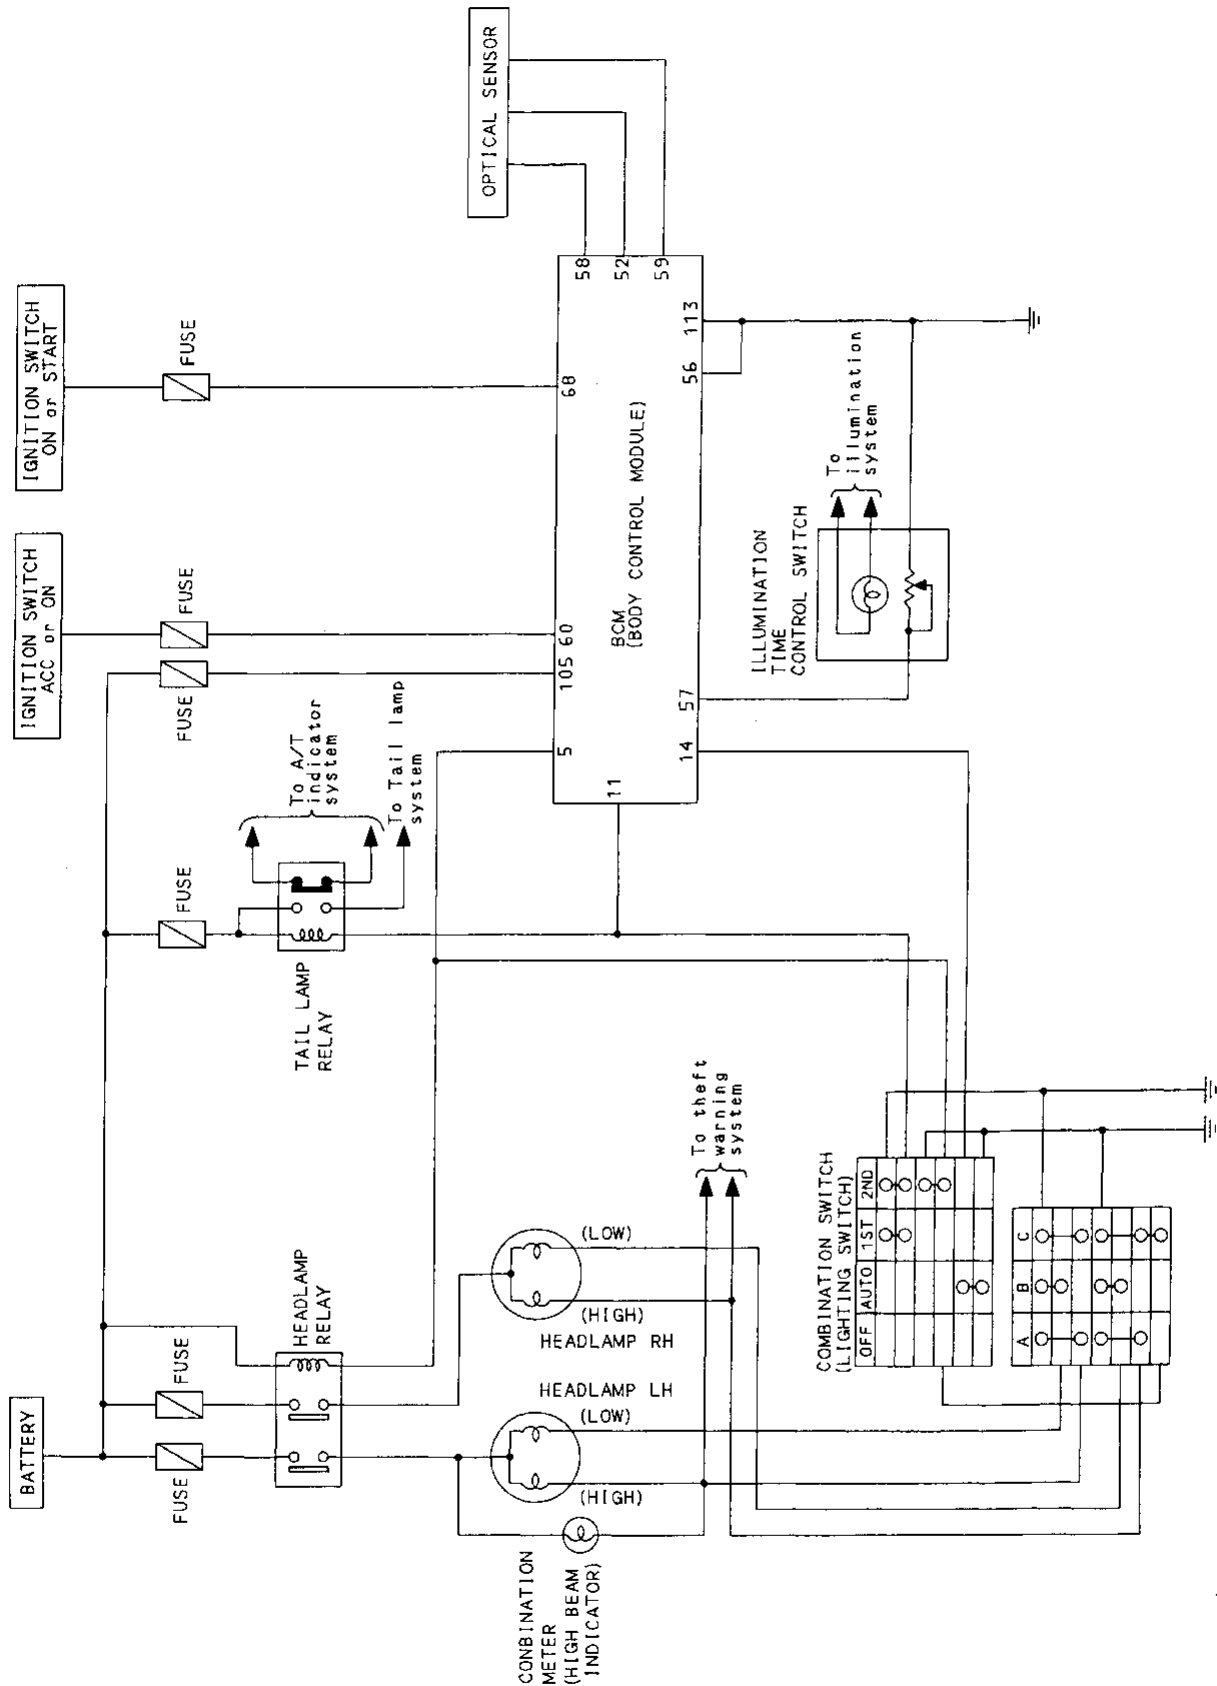 BATTERY
IGNITION SWITCH
ACC or ON
IGNITION SWITCH
ON or START
FUSE
FUSE
FUSE
FUSE
FUSE
FUSE
HEADLAMP
RELAY
TAIL LAMP
RELAY
To A/T
indicator
system
To Tail lamp
system
OPTICAL SENSOR
CONBINATION
METER
(HIGH BEAM
INDICATOR)
HEADLAMP LH
(LOW)
(HIGH)
HEADLAMP RH
(LOW)
(HIGH)
5
105
60
68
11
BCM
(BODY CONTROL MODULE)
58
52
59
14
57
56
113
To theft
warning
system
ILLUMINATION
TIME
CONTROL SWITCH
To
illumination
system
COMBINATION SWITCH
(LIGHTING SWITCH)
OFF AUTO 1ST 2ND
A B C